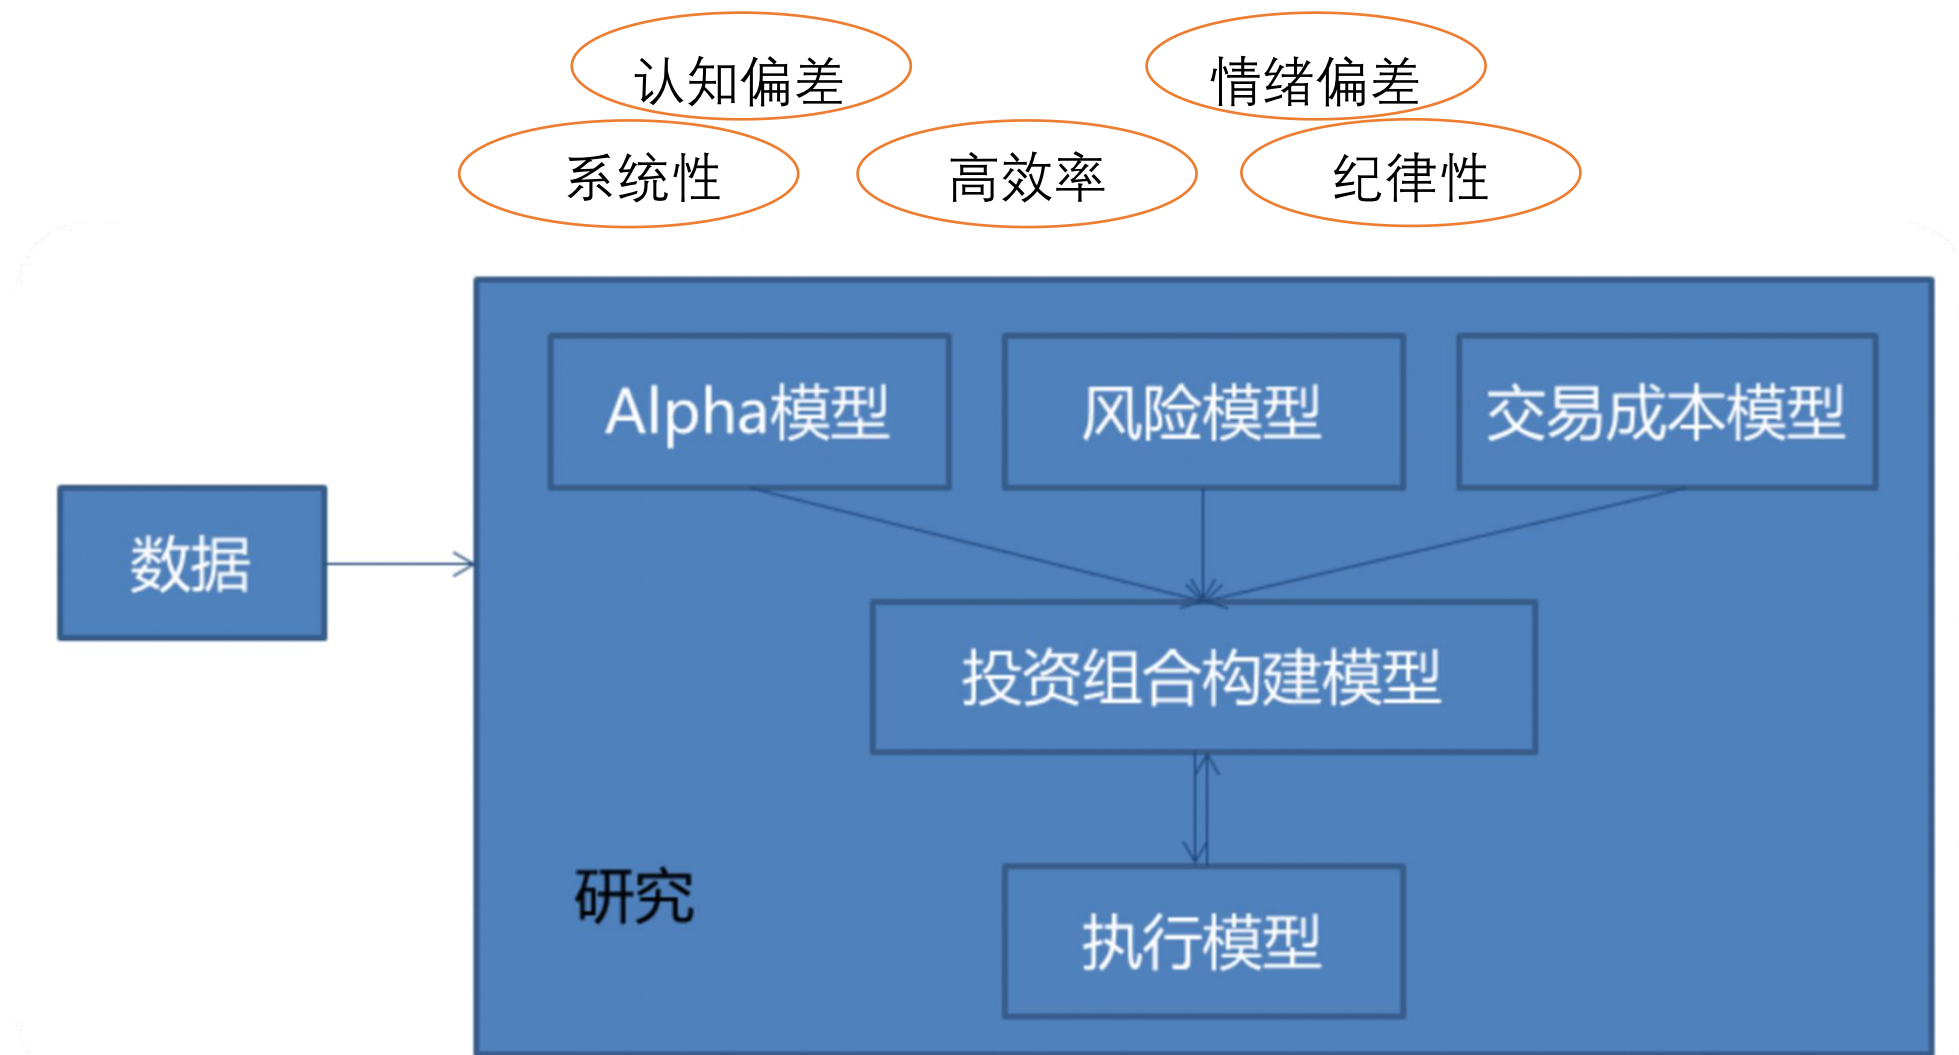 认知偏差 情绪偏差
系统性 高效率 纪律性
Alpha模型 风险模型 交易成本模型
数据
投资组合构建模型
研究
执行模型